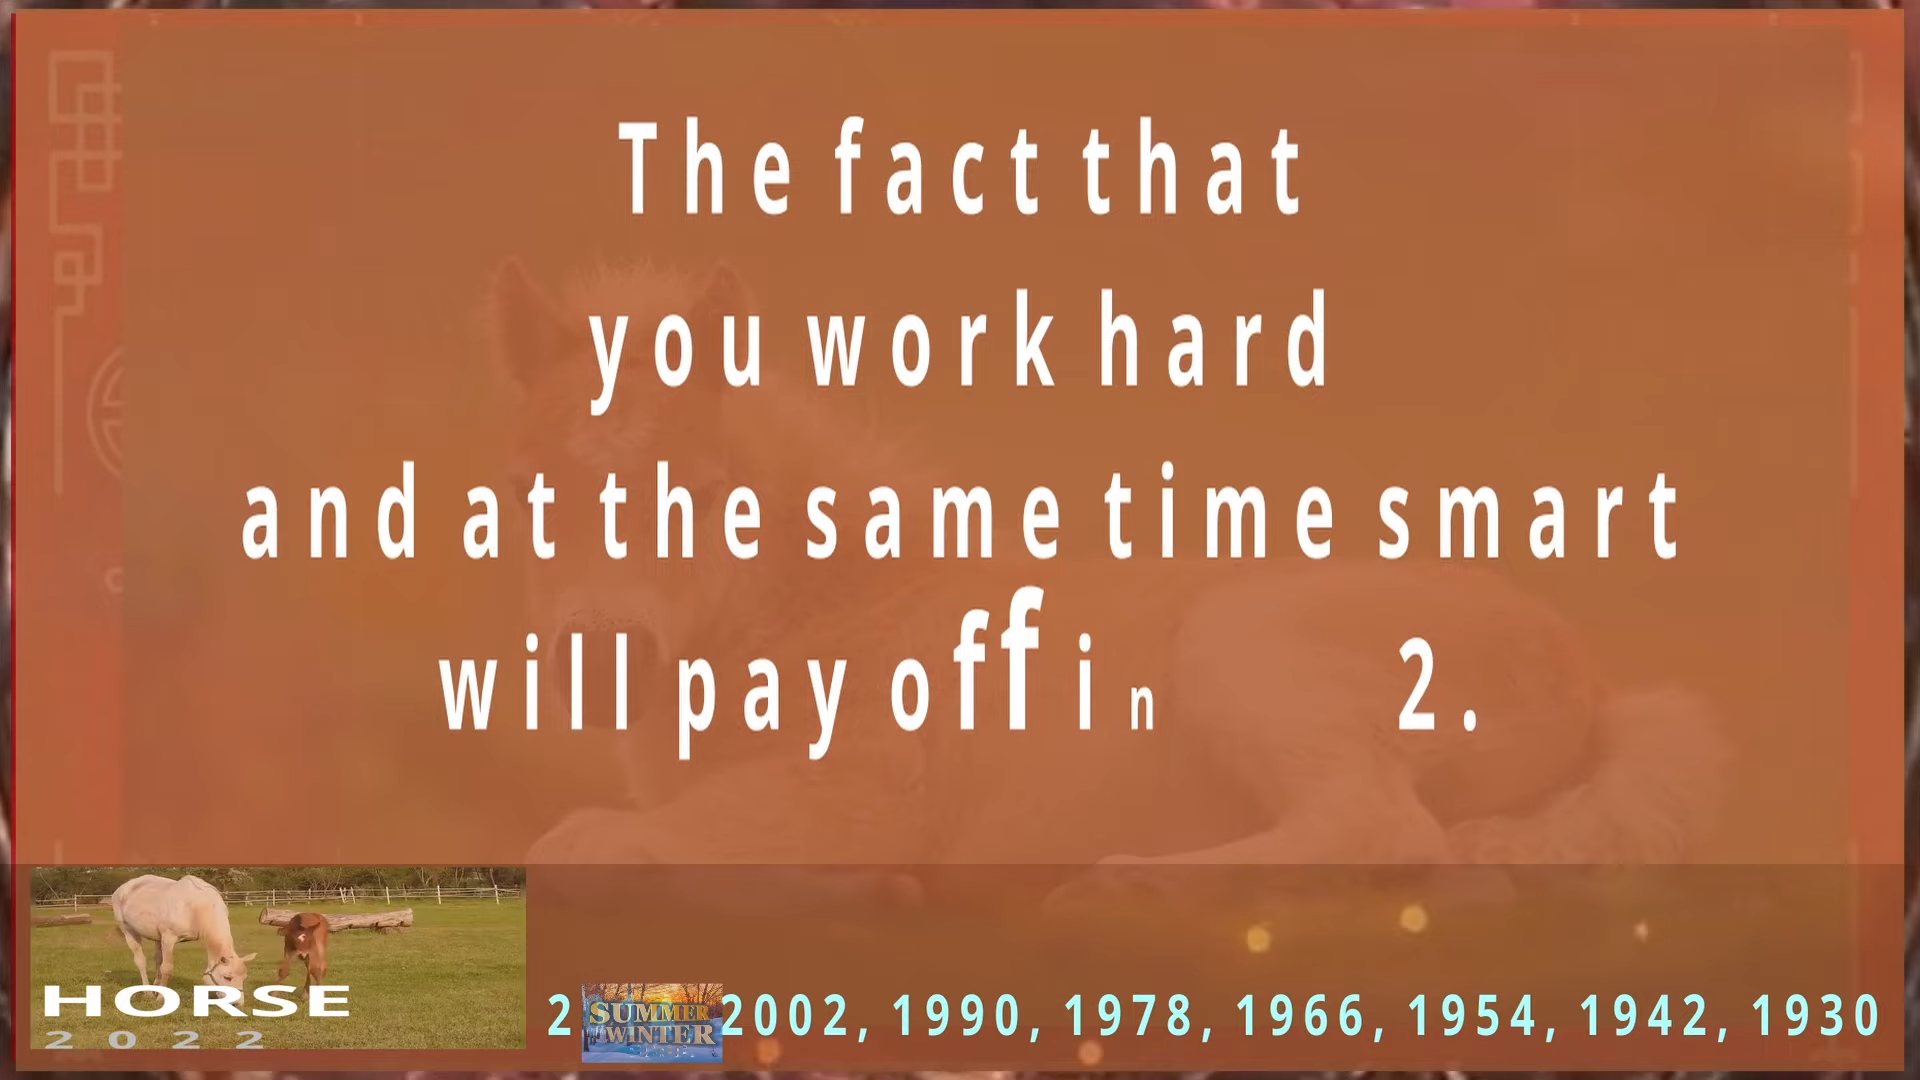 The fact that
you work hard
and at the same time smart
will pay off in 2.
HORSE
2022
2002, 1990, 1978, 1966, 1954, 1942, 1930
SUMMER
WINTER